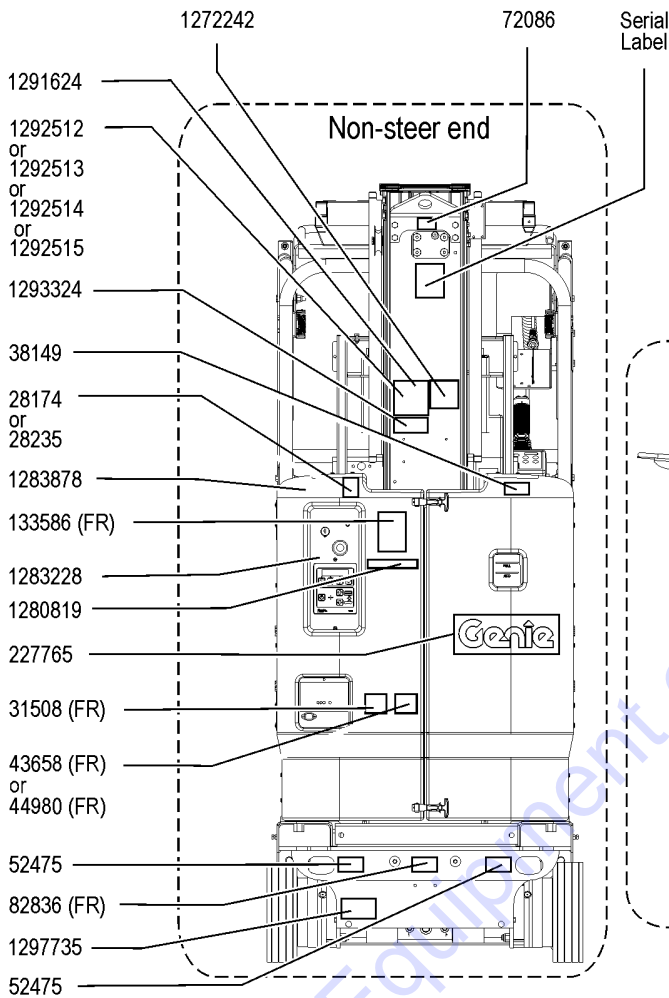 1272242
72086
Serial
Label
1291624
Non-steer end
1292512
or
1292513
or
1292514
or
1292515
1293324
38149
28174
or
28235
1283878
133586 (FR)
1283228
1280819
227765
Genie
31508 (FR)
43658 (FR)
or
44980 (FR)
52475
82836 (FR)
1297735
52475
Equipment